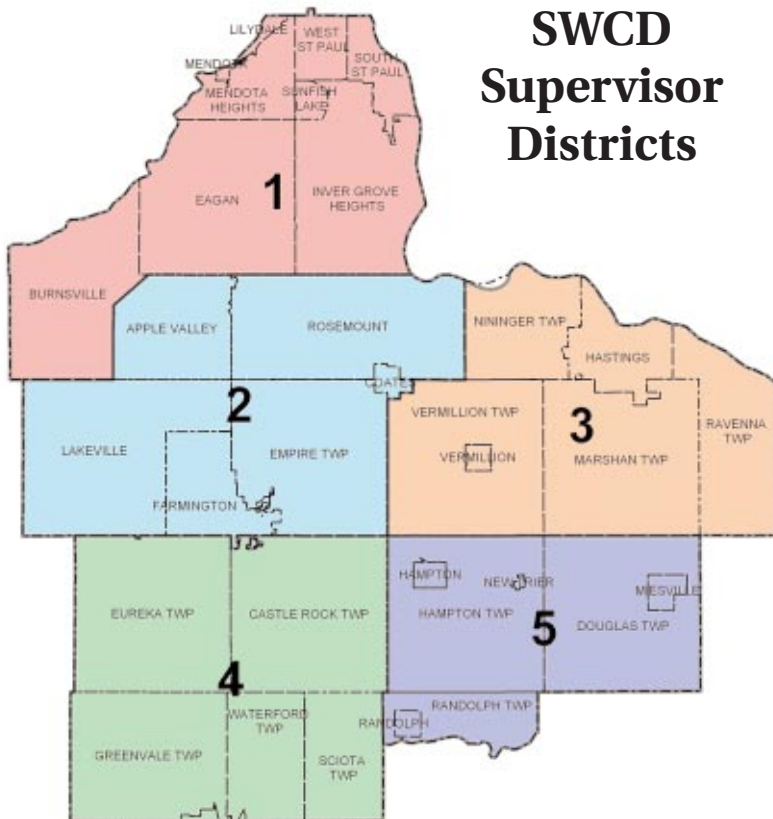 SWCD
Supervisor
Districts
LILYDALE
WEST
ST PAUL
SOUTH
ST PAUL
MENDOTA
MENDOTA
HEIGHTS
SUNFISH
LAKE
EAGAN
1
INVER GROVE
HEIGHTS
BURNSVILLE
APPLE VALLEY
ROSEMOUNT
NININGER TWP
HASTINGS
COATES
2
VERMILLION TWP
3
RAVENNA
TWP
LAKEVILLE
EMPIRE TWP
VERMILLION
MARSHAN TWP
FARMINGTON
HAMPTON
NEW TRIER
MIESVILLE
EUREKA TWP
CASTLE ROCK TWP
HAMPTON TWP
5
DOUGLAS TWP
4
WATERFORD
TWP
RANDOLPH
RANDOLPH TWP
GREENVALE TWP
SCIOTA
TWP